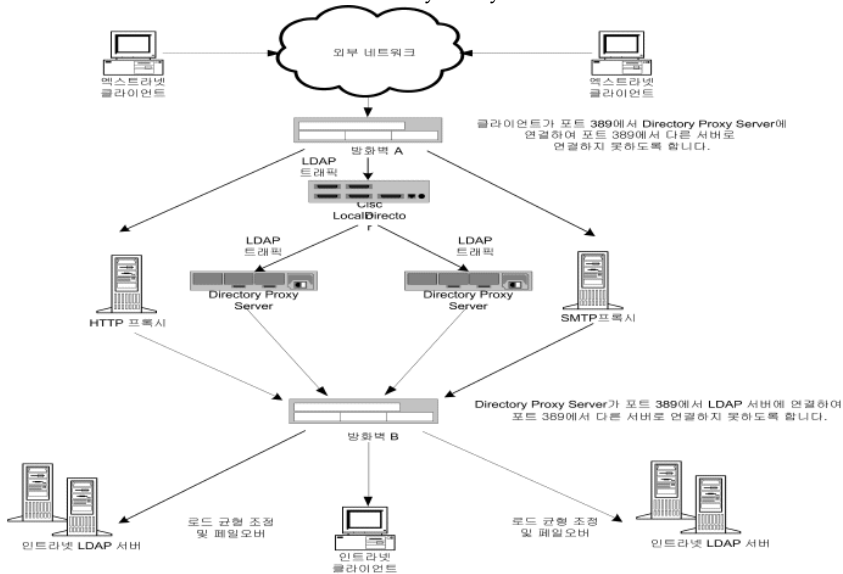 외부 네트워크
엑스트라넷
클라이언트
엑스트라넷
클라이언트
클라이언트가 포트 389에서 Directory Proxy Server에
연결하여 포트 389에서 다른 서버로
연결하지 못하도록 합니다.
방화벽 A
LDAP
트래픽
Cisc
LocalDirecto
r
LDAP
트래픽
LDAP
트래픽
Directory Proxy
Server
Directory Proxy
Server
HTTP 프록시
SMTP프록시
Directory Proxy Server가 포트 389에서 LDAP 서버에 연결하여
포트 389에서 다른 서버로 연결하지 못하도록 합니다.
방화벽 B
로드 균형 조정
및 페일오버
로드 균형 조정
및 페일오버
인트라넷 LDAP 서버
인트라넷
클라이언트
인트라넷 LDAP 서버